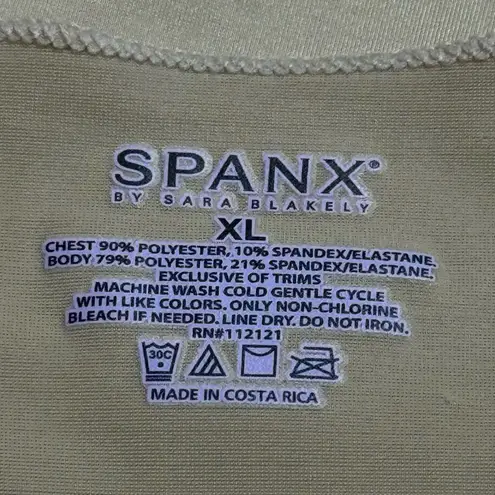 SPANX®
BY SARA BLAKELY
XL
CHEST 90% POLYESTER, 10% SPANDEX/ELASTANE.
BODY 79% POLYESTER, 21% SPANDEX/ELASTANE.
EXCLUSIVE OF TRIMS
MACHINE WASH COLD GENTLE CYCLE
WITH LIKE COLORS. ONLY NON-CHLORINE
BLEACH IF NEEDED. LINE DRY. DO NOT IRON.
RN#112121
30C
MADE IN COSTA RICA